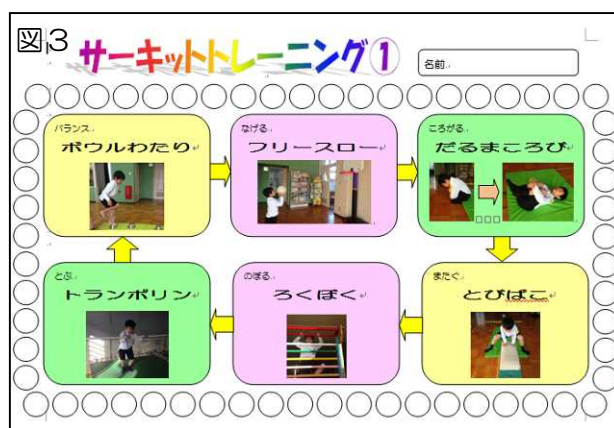 図3
サーキットトレーニング①
名前
バランス
ボウルわたり
なげる
フリースロー
ころがる
だるまころび
とぶ
トランポリン
のぼる
ろくぼく
またぐ
とびばこ